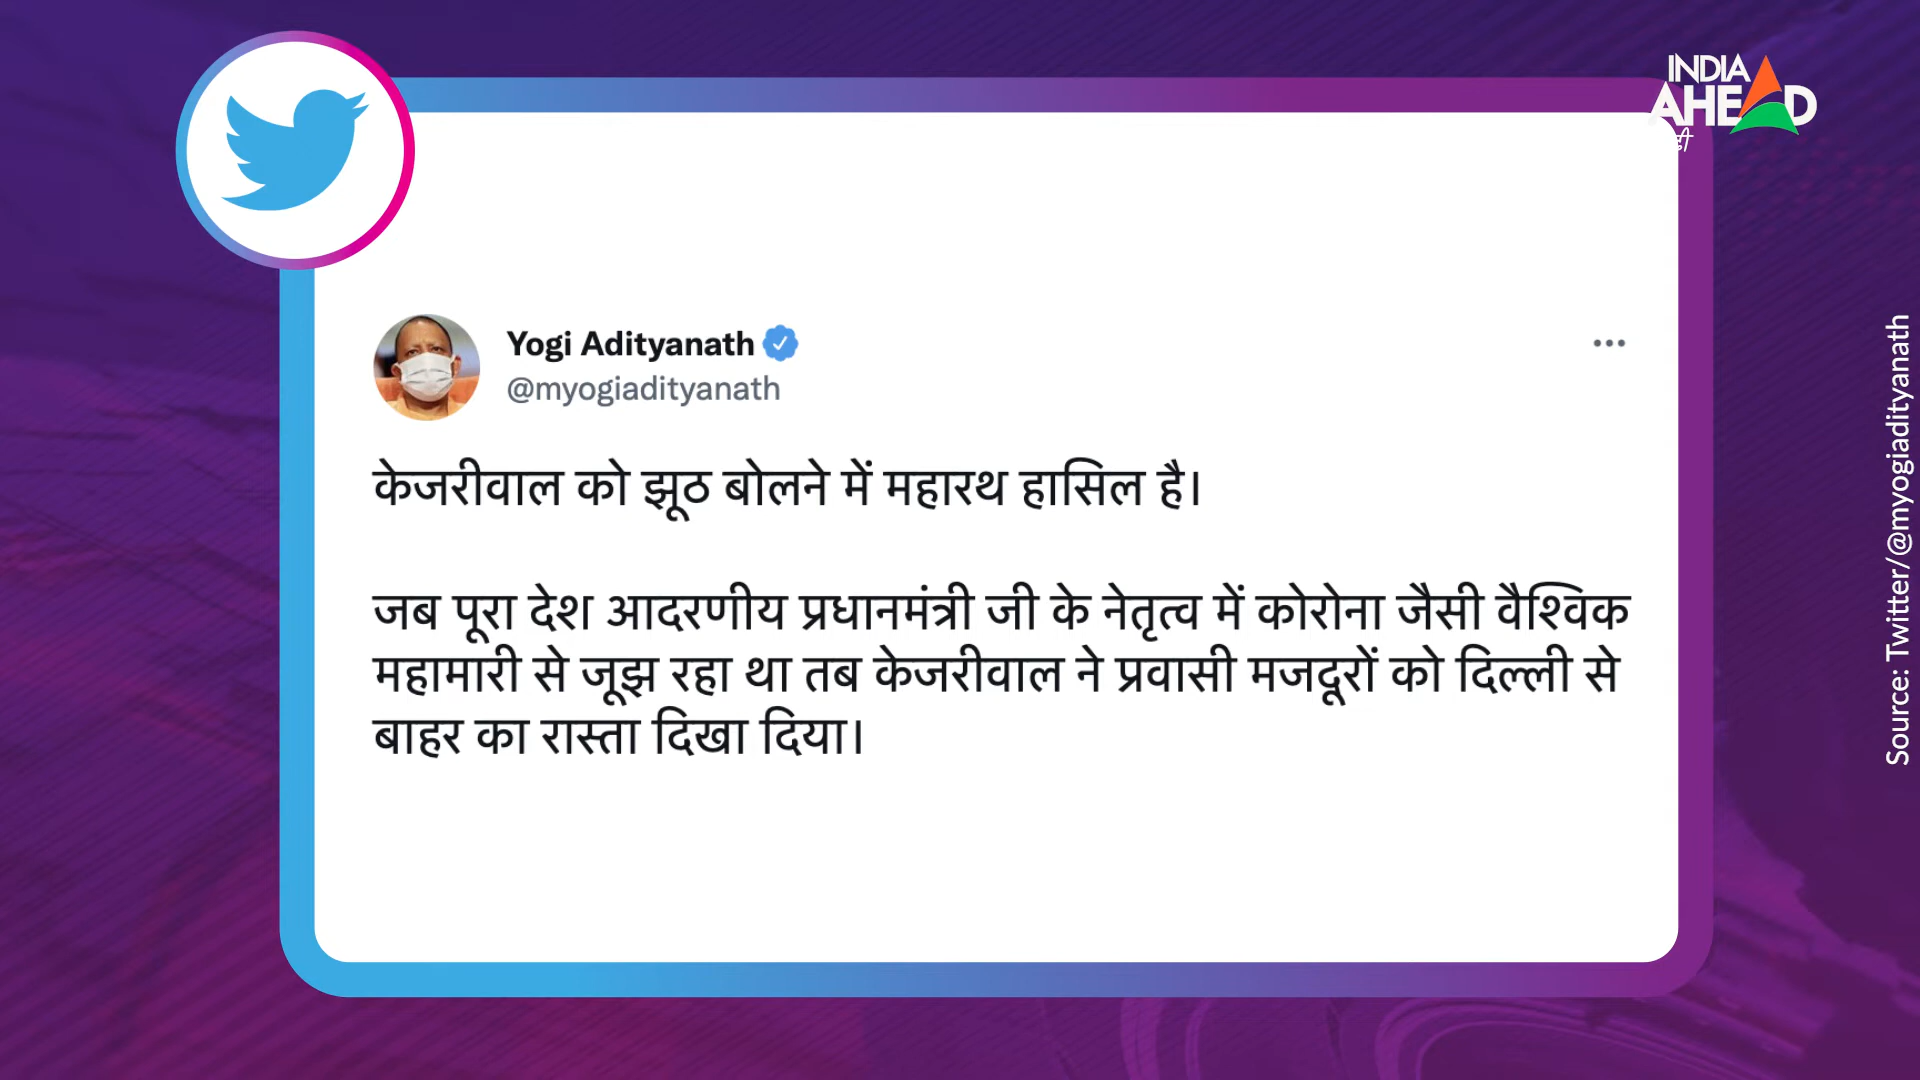 INDIA
AHEAD
Yogi Adityanath
@myogiadityanath
केजरीवाल को झूठ बोलने में महारथ हासिल है।
जब पूरा देश आदरणीय प्रधानमंत्री जी के नेतृत्व में कोरोना जैसी वैश्विक
महामारी से जूझ रहा था तब केजरीवाल ने प्रवासी मजदूरों को दिल्ली से
बाहर का रास्ता दिखा दिया।
Source: Twitter/@myogiadityanath